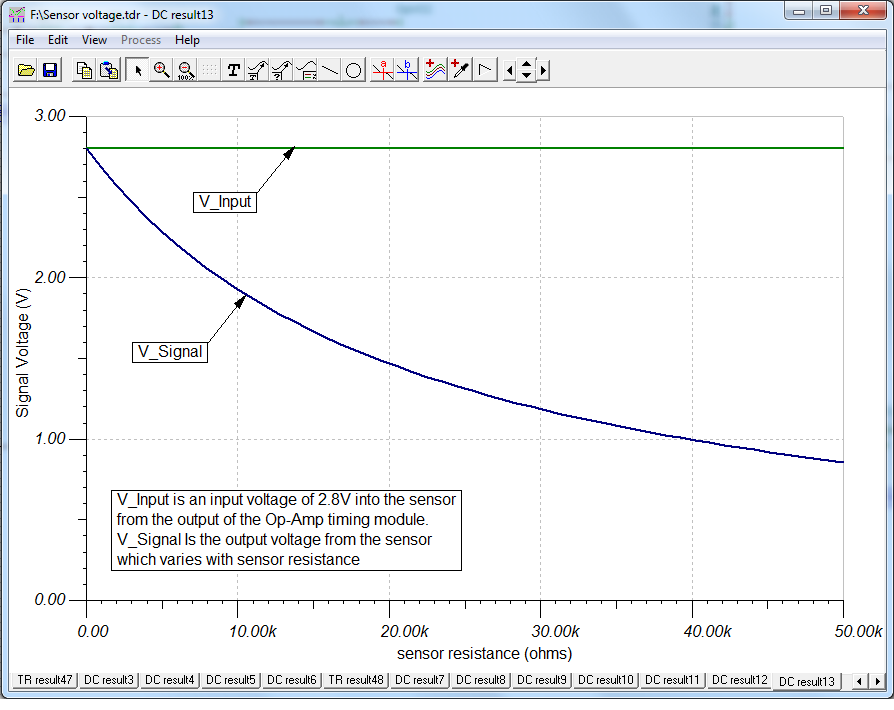 F:\Sensor voltage.tdr - DC result13
File Edit View Process Help
T 100% a b
3.00
V_Input
2.00
V_Signal
Signal Voltage (V)
1.00
V_Input is an input voltage of 2.8V into the sensor
from the output of the Op-Amp timing module.
V_Signal Is the output voltage from the sensor
which varies with sensor resistance
0.00
0.00 10.00k 20.00k 30.00k 40.00k 50.00k
sensor resistance (ohms)
TR result47 DC result3 DC result4 DC result5 DC result6 TR result48 DC result7 DC result8 DC result9 DC result10 DC result11 DC result12 DC result13